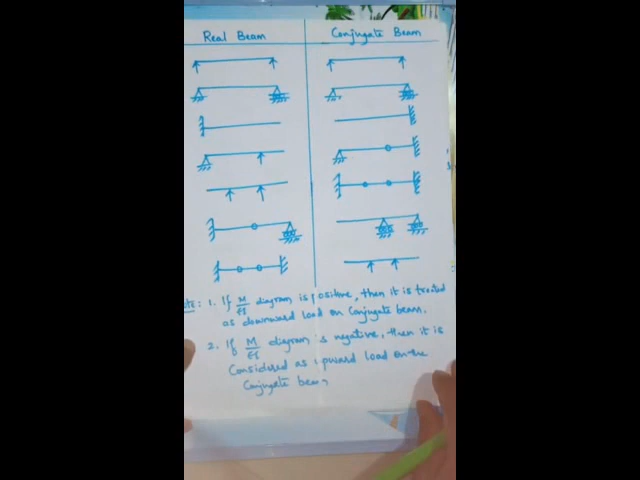 Real Beam
Conjugate Beam
1. If M/EI diagram is positive, then it is treated
as downward load on Conjugate beam.
2. If M/EI diagram is negative, then it is
Considered as upward load on the
Conjugate beam